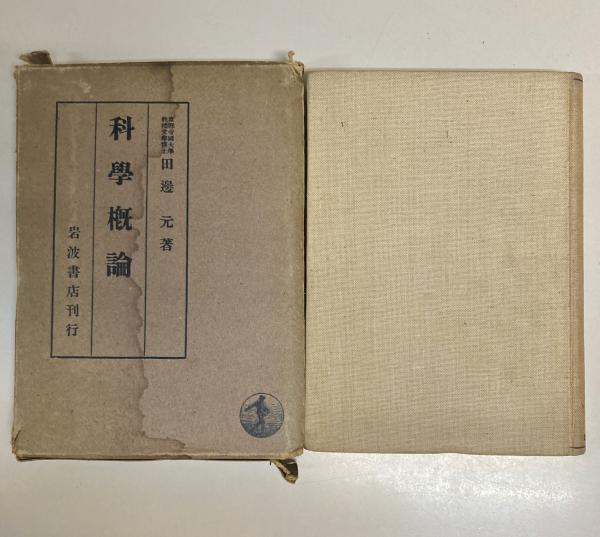 京都帝國大學
教授文學博士
田邊元著
科學概論
岩波書店刊行